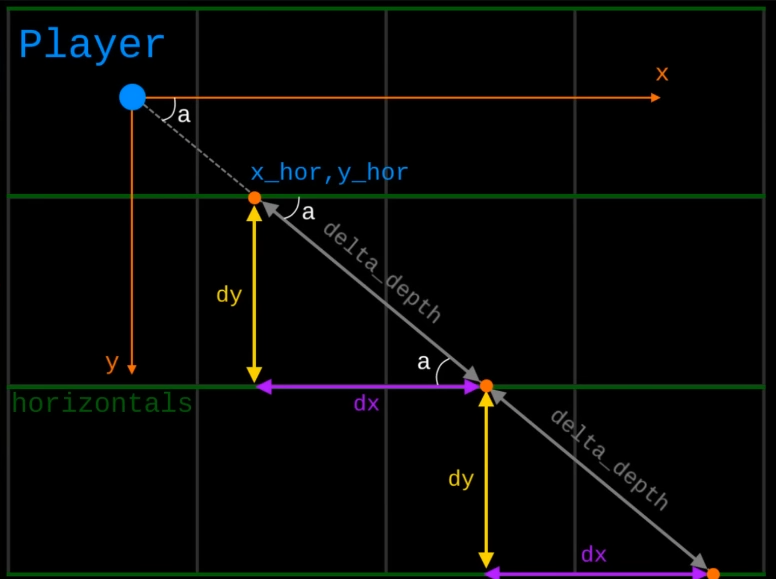 Player
x
a
x_hor,y_hor
a
delta_depth
dy
a
y
horizontals
dx
delta_depth
dy
dx